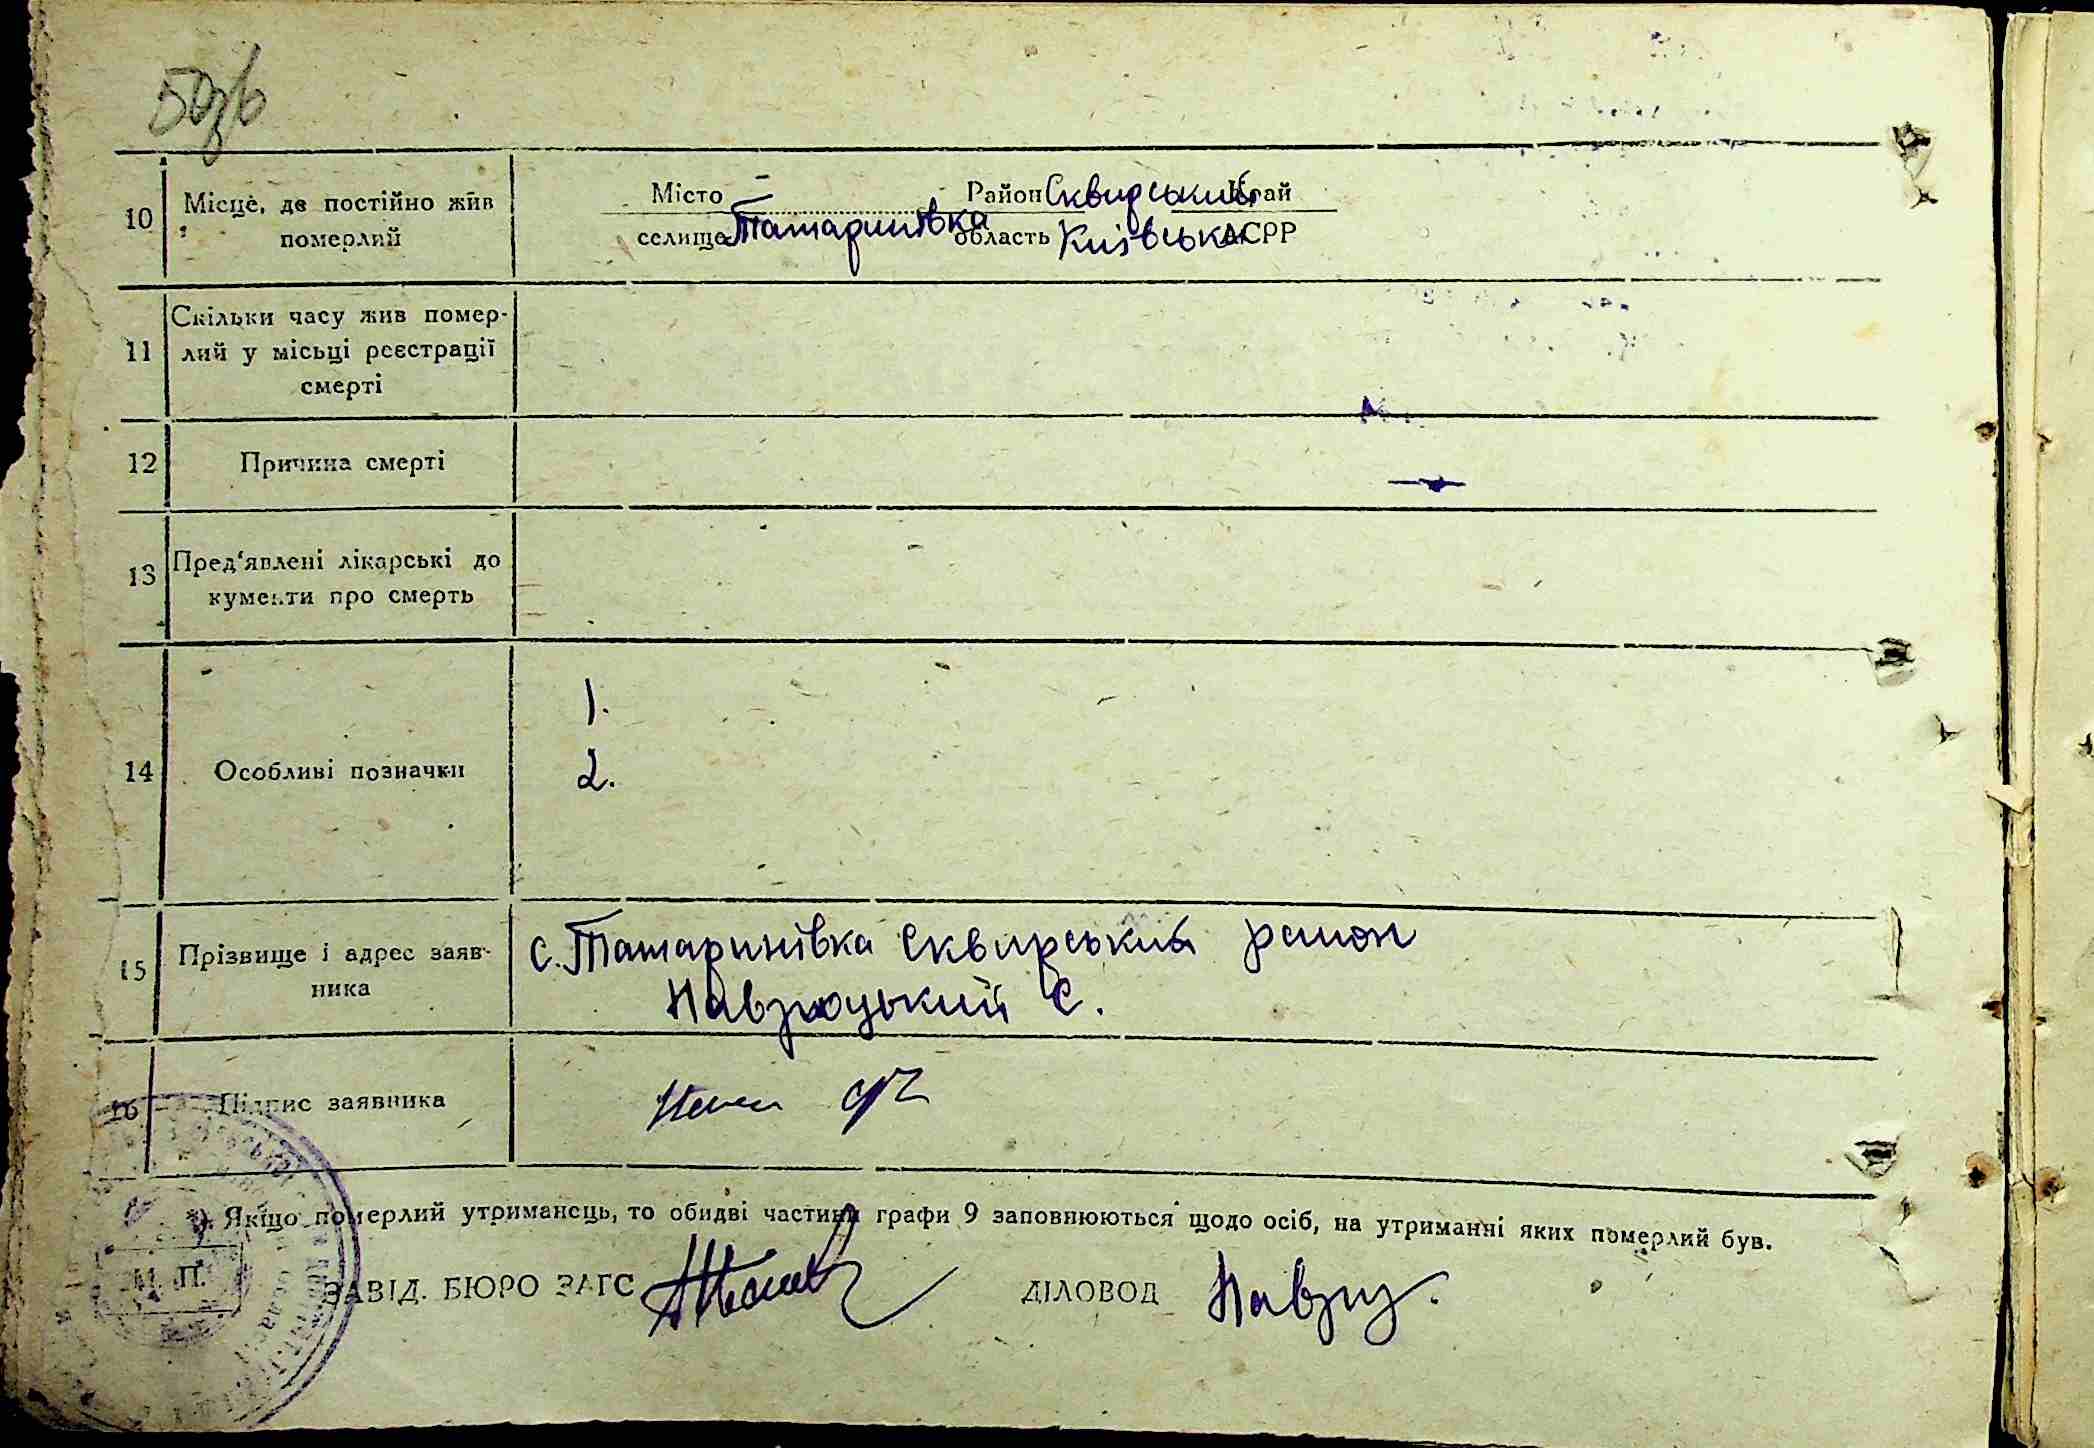 50зв
10 Місце, де постійно жив померлий
Місто — Район Сквирський Край
селище Татаринівка область Київська АСРР
11 Скільки часу жив померлий у місьці реєстрації смерті
12 Причина смерті —
13 Пред'явлені лікарські документи про смерть
14 Особливі позначки
1.
2.
15 Прізвище і адрес заявника
с. Татаринівка Сквирський район
Навроцький С.
16 Підпис заявника
*) Якщо померлий утриманець, то обидві частини графи 9 заповнюються щодо осіб, на утриманні яких померлий був.
М. П.
ЗАВІД. БЮРО ЗАГС
ДІЛОВОД